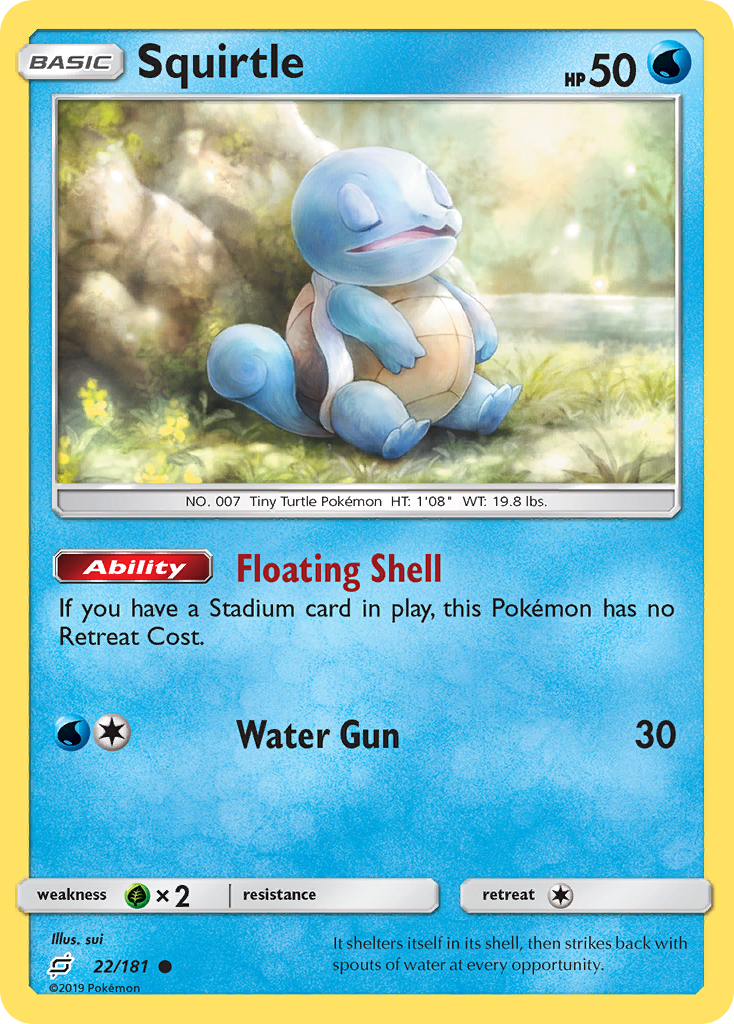 BASIC Squirtle HP 50
NO. 007 Tiny Turtle Pokémon HT: 1'08" WT: 19.8 lbs.
Ability Floating Shell
If you have a Stadium card in play, this Pokémon has no
Retreat Cost.
Water Gun 30
weakness ×2 resistance retreat
Illus. sui
It shelters itself in its shell, then strikes back with
22/181
spouts of water at every opportunity.
©2019 Pokémon